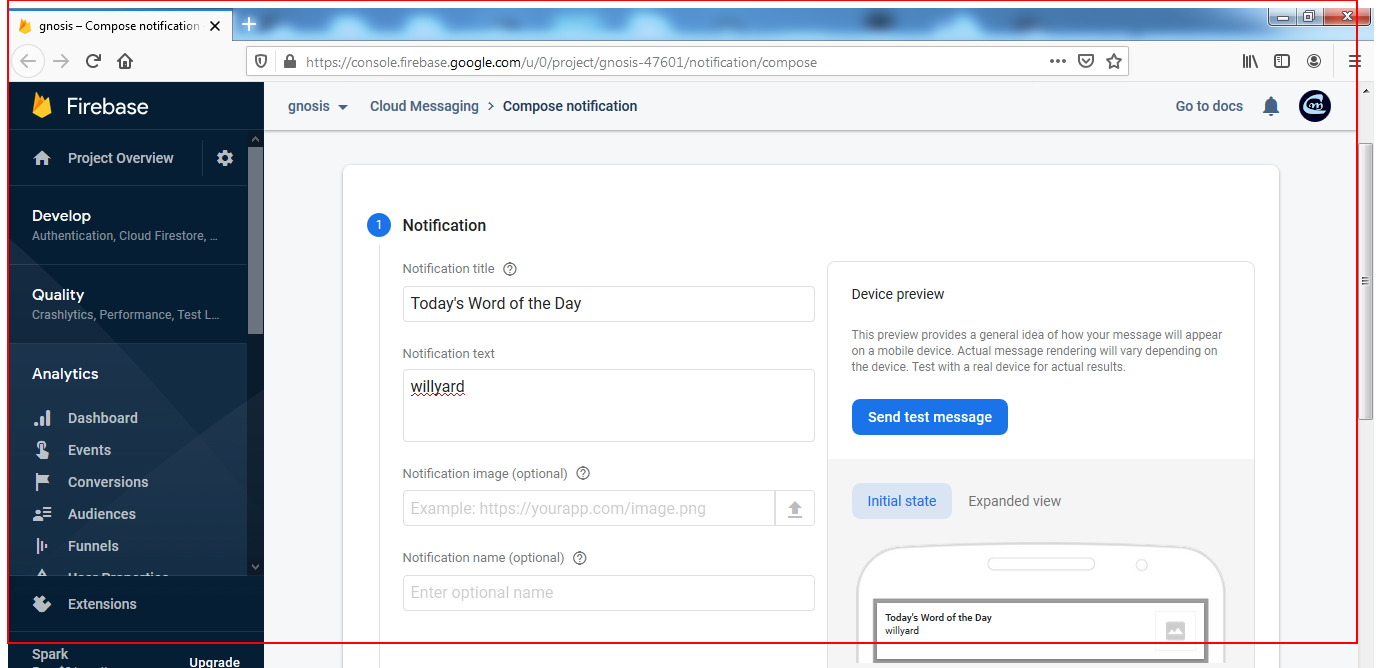 gnosis – Compose notification
https://console.firebase.google.com/u/0/project/gnosis-47601/notification/compose
Firebase
gnosis
Cloud Messaging > Compose notification
Go to docs
Project Overview
Develop
Authentication, Cloud Firestore, ...
Quality
Crashlytics, Performance, Test L...
Analytics
Dashboard
Events
Conversions
Audiences
Funnels
User Properties
Extensions
Spark
Upgrade
1 Notification
Notification title
Today's Word of the Day
Notification text
willyard
Notification image (optional)
Example: https://yourapp.com/image.png
Notification name (optional)
Enter optional name
Device preview
This preview provides a general idea of how your message will appear
on a mobile device. Actual message rendering will vary depending on
the device. Test with a real device for actual results.
Send test message
Initial state
Expanded view
Today's Word of the Day
willyard